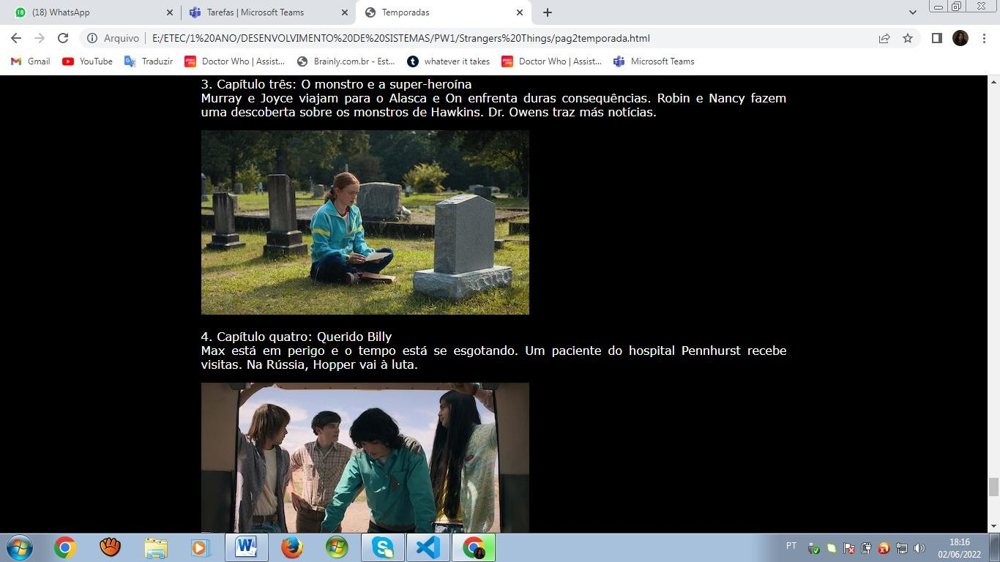 (18) WhatsApp
Tarefas | Microsoft Teams
Temporadas
Arquivo
E:/ETEC/1%20ANO/DESENVOLVIMENTO%20DE%20SISTEMAS/PW1/Strangers%20Things/pag2temporada.html
Gmail
YouTube
Traduzir
Doctor Who | Assist...
Brainly.com.br - Est...
whatever it takes
Doctor Who | Assist...
Microsoft Teams
3. Capítulo três: O monstro e a super-heroína
Murray e Joyce viajam para o Alasca e On enfrenta duras consequências. Robin e Nancy fazem
uma descoberta sobre os monstros de Hawkins. Dr. Owens traz más notícias.
4. Capítulo quatro: Querido Billy
Max está em perigo e o tempo está se esgotando. Um paciente do hospital Pennhurst recebe
visitas. Na Rússia, Hopper vai à luta.
PT
18:16
02/06/2022